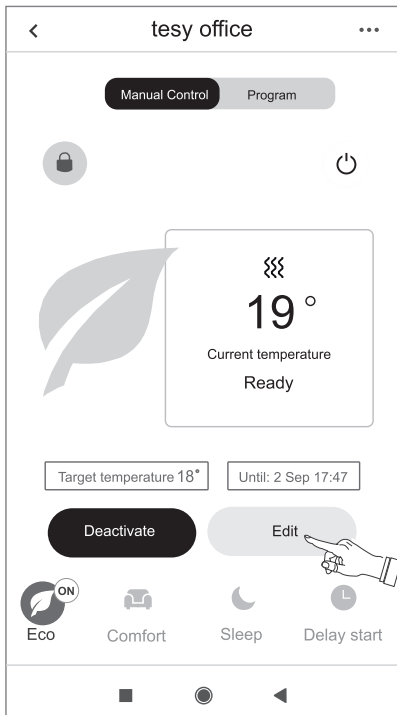 tesy office
Manual Control Program
19 °
Current temperature
Ready
Target temperature 18° Until: 2 Sep 17:47
Deactivate Edit
ON
Eco Comfort Sleep Delay start